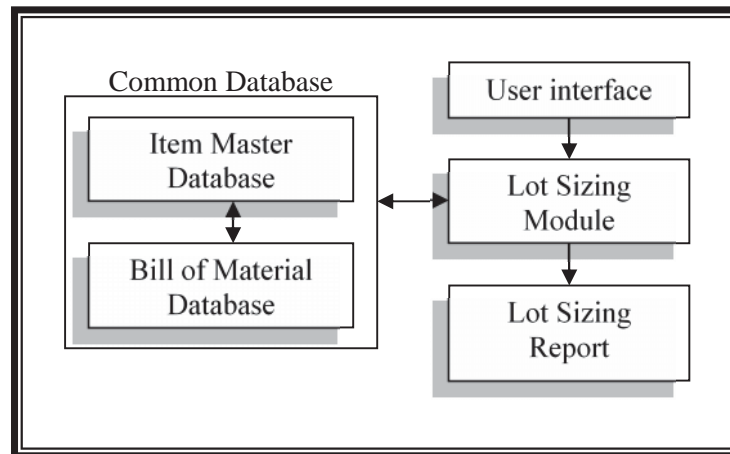 Common Database
Item Master
Database
Bill of Material
Database
User interface
Lot Sizing
Module
Lot Sizing
Report